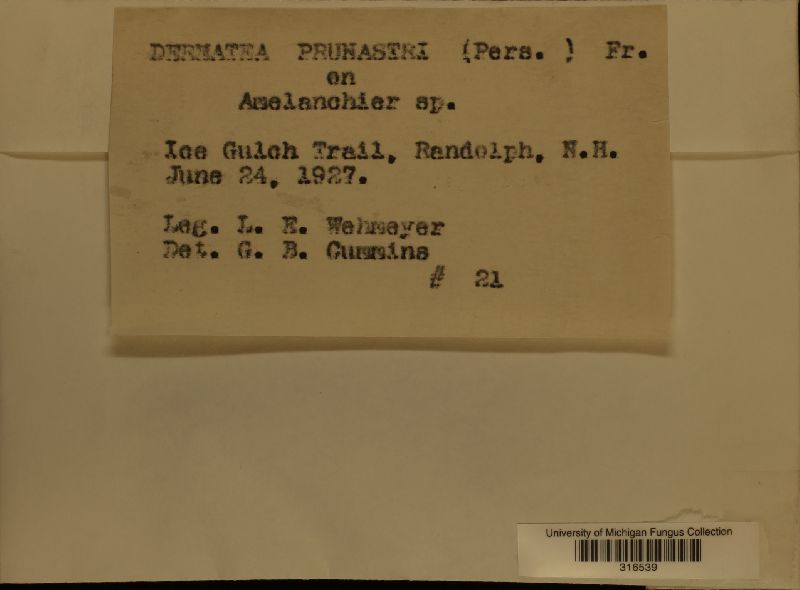 DERMATEA PRUNASTRI (Pers. ) Fr.
on
Amelanchier sp.
Ice Gulch Trail, Randolph, N.H.
June 24, 1927.
Leg. L. E. Wehmeyer
Det. G. B. Cummins
# 21
University of Michigan Fungus Collection
316539